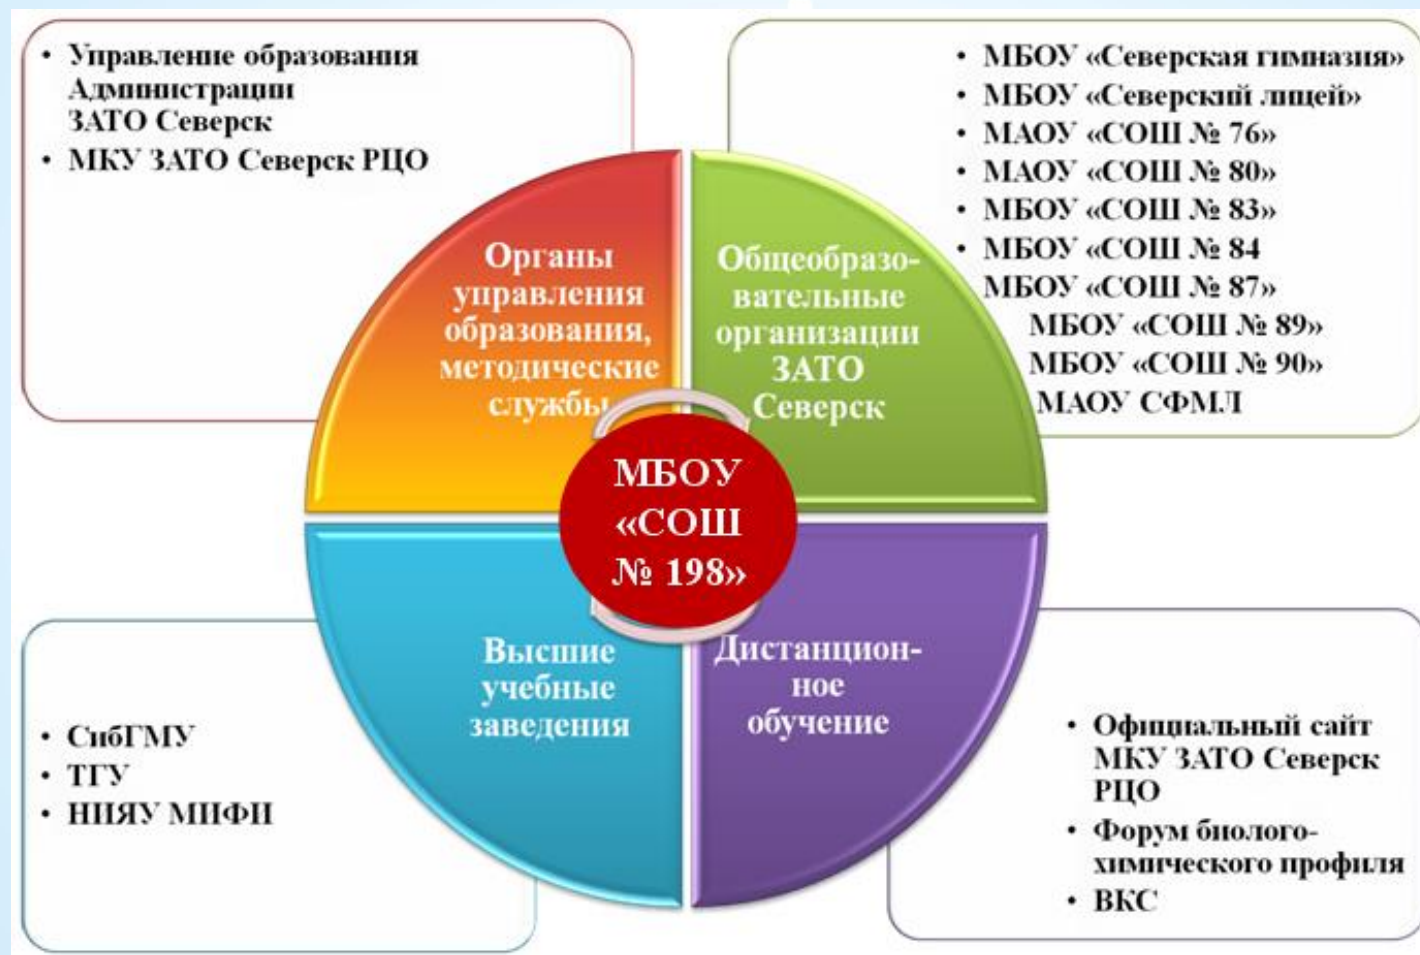 • Управление образования
Администрации
ЗАТО Северск
• МКУ ЗАТО Северск РЦО
• МБОУ «Северская гимназия»
• МБОУ «Северский лицей»
• МАОУ «СОШ № 76»
• МАОУ «СОШ № 80»
• МБОУ «СОШ № 83»
• МБОУ «СОШ № 84
МБОУ «СОШ № 87»
МБОУ «СОШ № 89»
МБОУ «СОШ № 90»
МАОУ СФМЛ
Органы
управления
образования,
методические
службы
Общеобразо-
вательные
организации
ЗАТО
Северск
МБОУ
«СОШ
№ 198»
Высшие
учебные
заведения
Дистанцион-
ное
обучение
• СибГМУ
• ТГУ
• НИЯУ МИФИ
• Официальный сайт
МКУ ЗАТО Северск
РЦО
• Форум биолого-
химического профиля
• ВКС